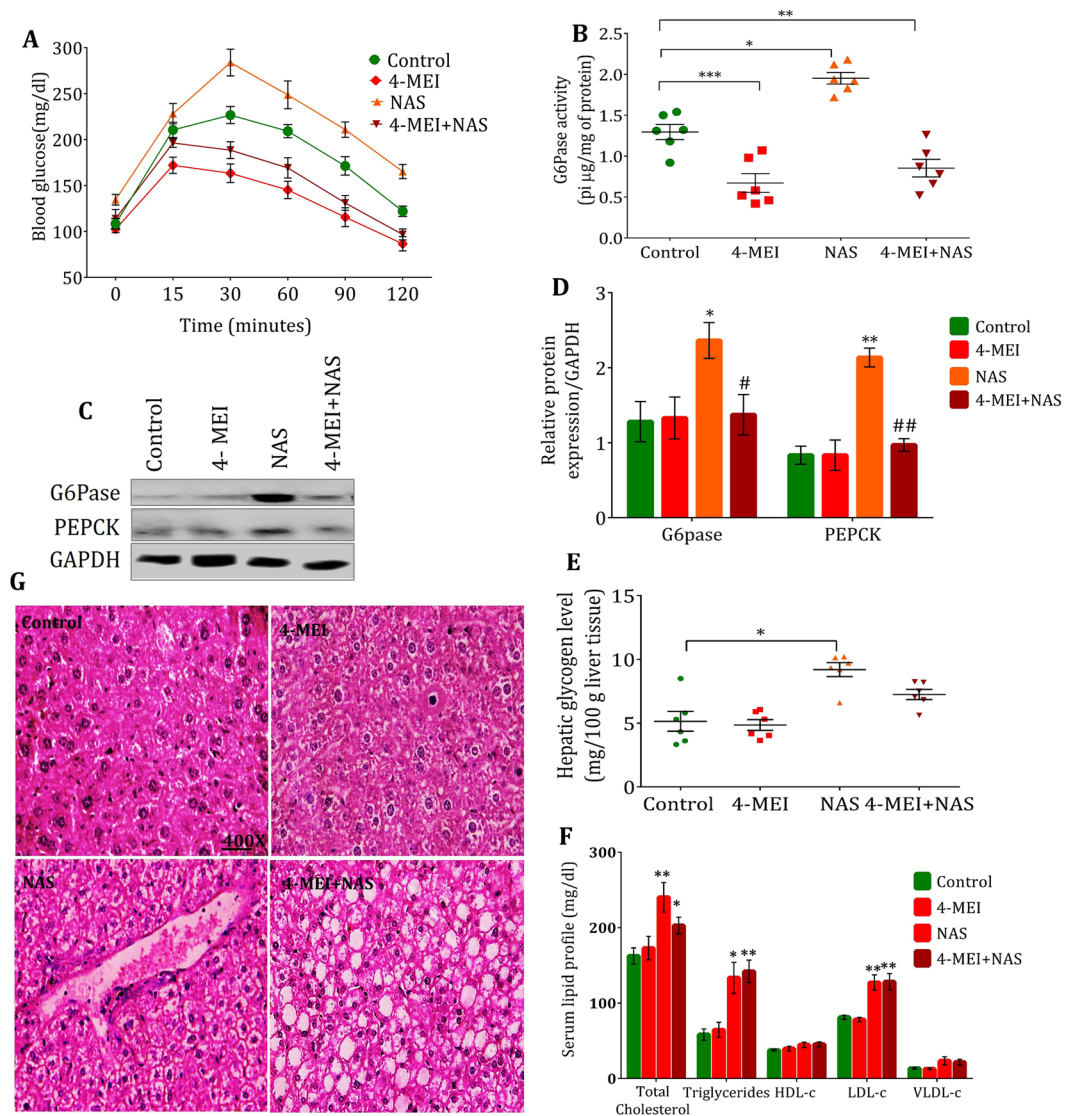 A
Blood glucose(mg/dl)
300
250
200
150
100
50
0
15
30
60
90
120
Time (minutes)
Control
4-MEI
NAS
4-MEI+NAS
B
G6Pase activity
(pi µg/mg of protein)
2.5
2.0
1.5
1.0
0.5
0.0
**
*
***
Control
4-MEI
NAS
4-MEI+NAS
C
Control
4- MEI
NAS
4-MEI+NAS
G6Pase
PEPCK
GAPDH
D
Relative protein
expression/GAPDH
3
2
1
0
*
#
**
##
G6pase
PEPCK
Control
4-MEI
NAS
4-MEI+NAS
E
Hepatic glycogen level
(mg/100 g liver tissue)
15
10
5
0
*
Control
4-MEI
NAS
4-MEI+NAS
F
Serum lipid profile (mg/dl)
300
200
100
0
**
*
*
**
**
**
Total
Cholesterol
Triglycerides
HDL-c
LDL-c
VLDL-c
Control
4-MEI
NAS
4-MEI+NAS
G
Control
400X
4-MEI
NAS
4-MEI+NAS